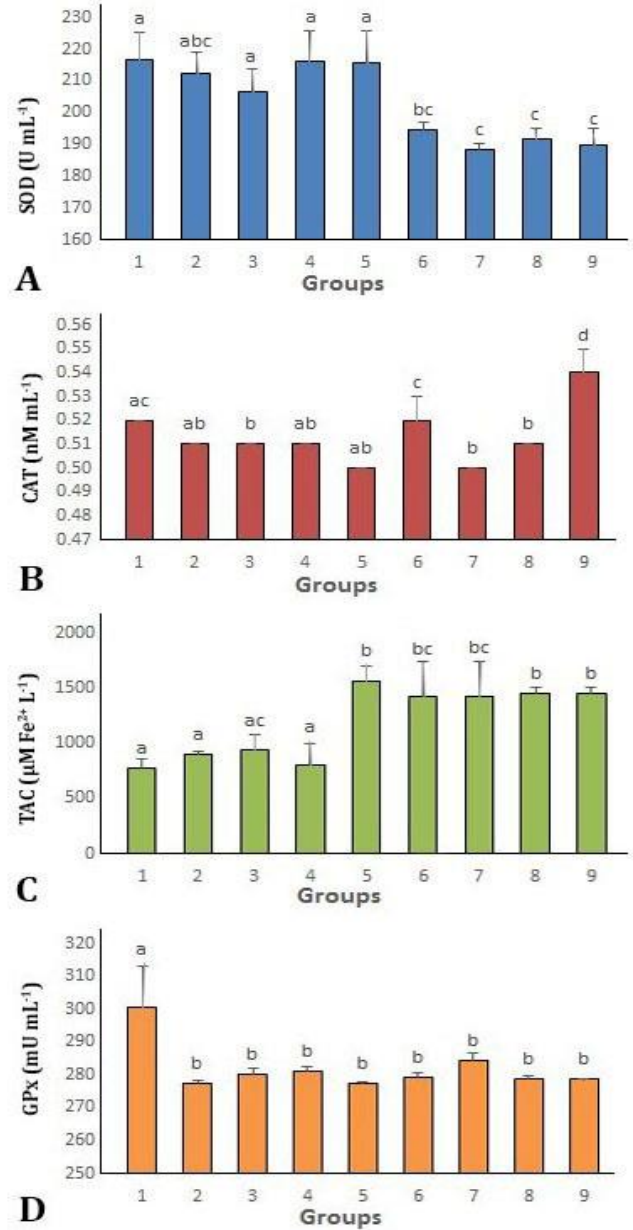 230
220
210
200
190
180
170
160
SOD (U mL⁻¹)
a abc a a a bc c c c
1 2 3 4 5 6 7 8 9
Groups
A
0.56
0.55
0.54
0.53
0.52
0.51
0.50
0.49
0.48
0.47
CAT (nM mL⁻¹)
ac ab b ab ab c b b d
1 2 3 4 5 6 7 8 9
Groups
B
2000
1500
1000
500
0
TAC (µM Fe²⁺ L⁻¹)
a a ac a b bc bc b b
1 2 3 4 5 6 7 8 9
Groups
C
320
310
300
290
280
270
260
250
GPx (mU mL⁻¹)
a b b b b b b b b
1 2 3 4 5 6 7 8 9
Groups
D